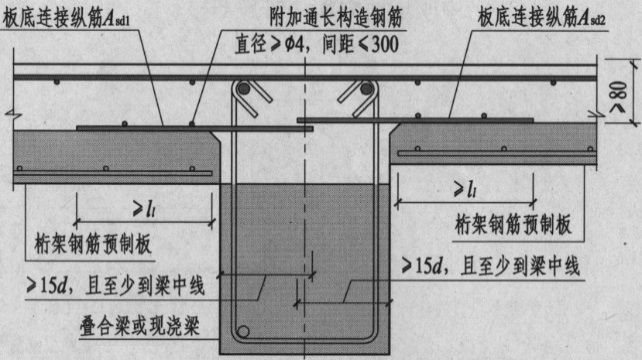 板底连接纵筋Asd1
附加通长构造钢筋
直径≥ϕ4，间距≤300
板底连接纵筋Asd2
≥80
≥ll
≥ll
桁架钢筋预制板
桁架钢筋预制板
≥15d，且至少到梁中线
≥15d，且至少到梁中线
叠合梁或现浇梁